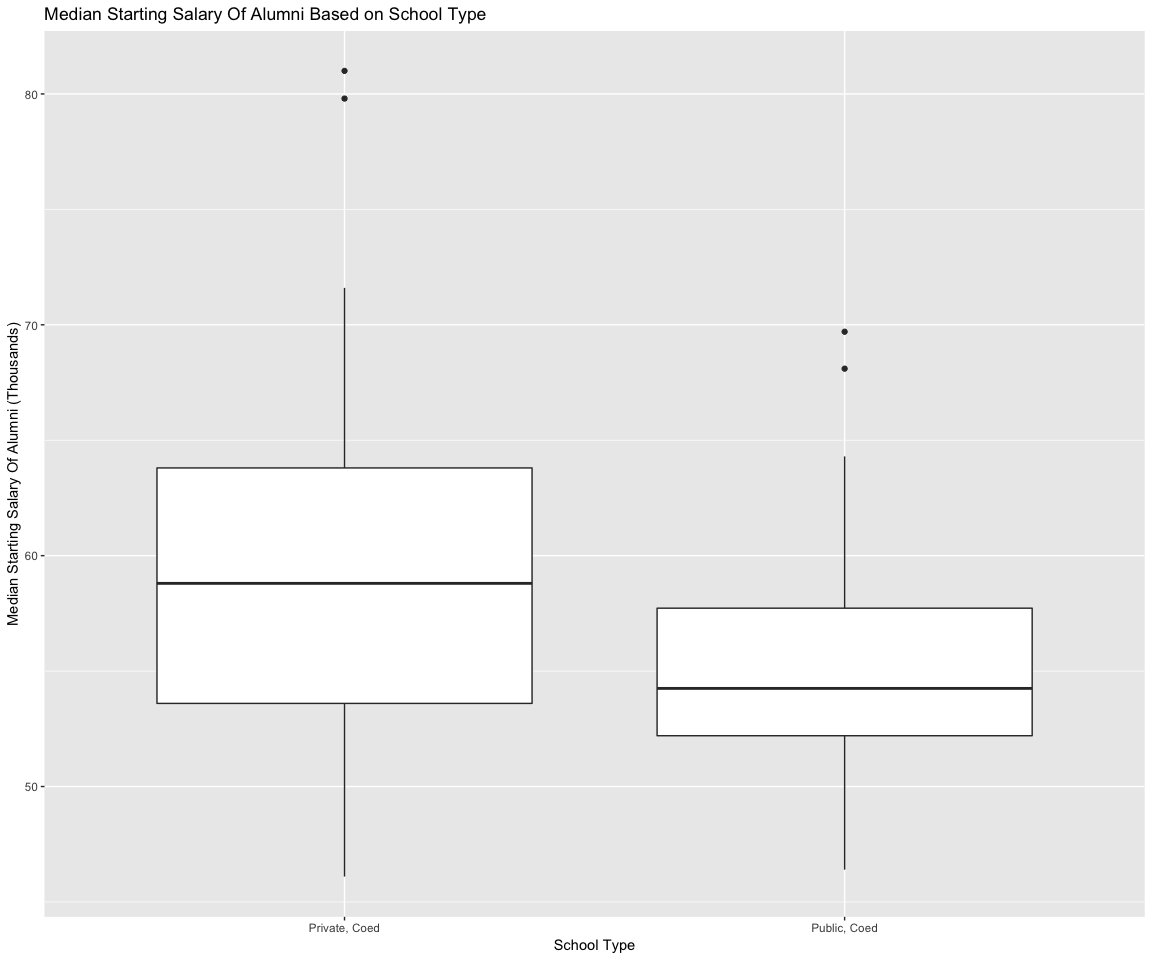 Median Starting Salary Of Alumni Based on School Type
Median Starting Salary Of Alumni (Thousands)
80
70
60
50
Private, Coed
Public, Coed
School Type